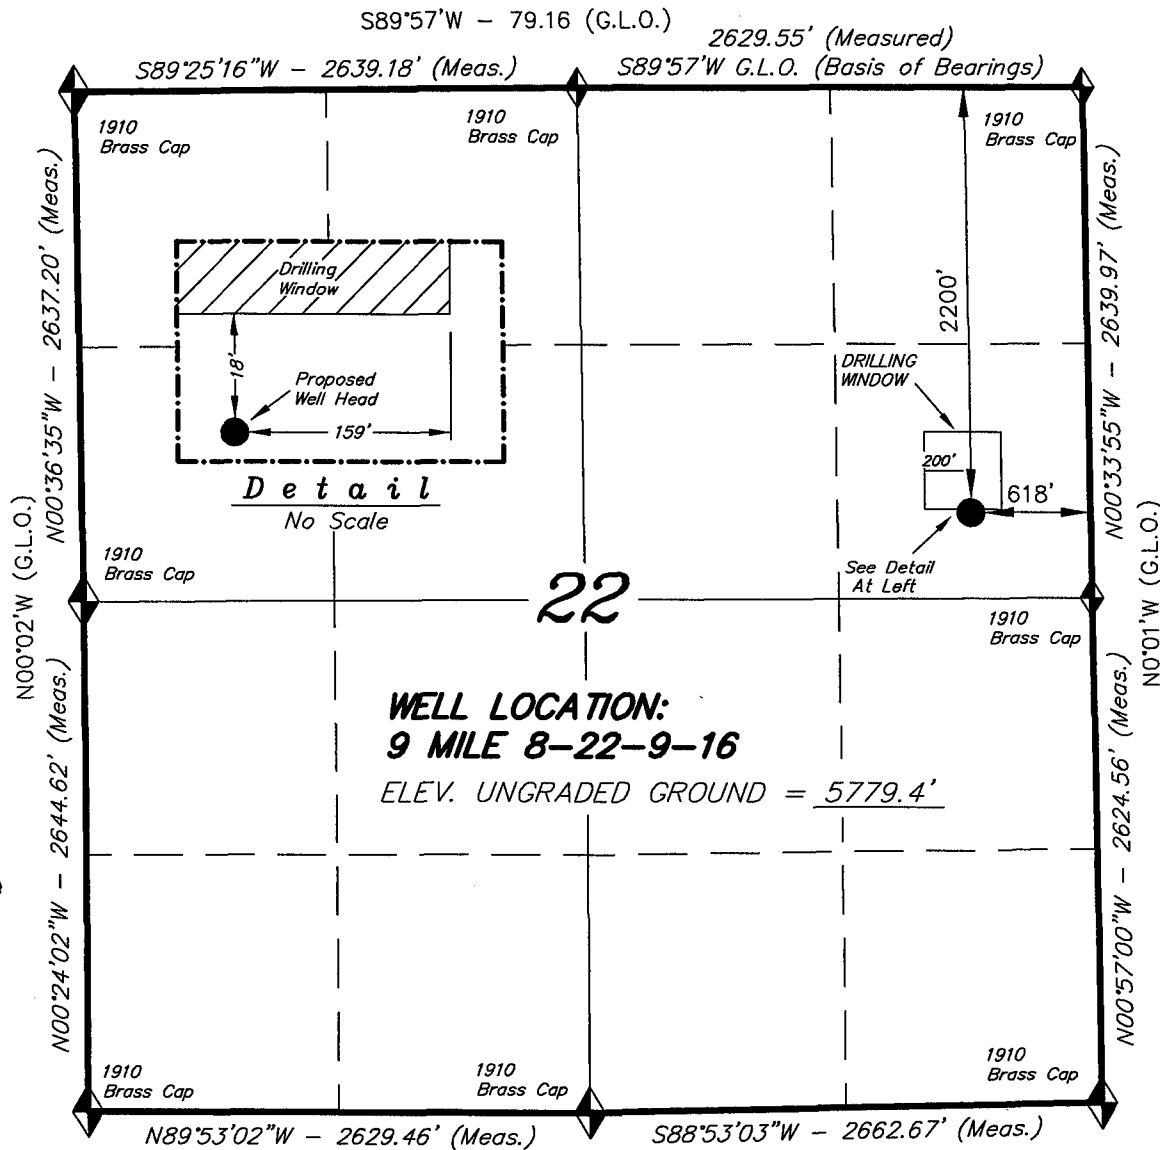 S89°57'W - 79.16 (G.L.O.)
2629.55' (Measured)
S89°25'16"W - 2639.18' (Meas.)
S89°57'W G.L.O. (Basis of Bearings)
1910
Brass Cap
1910
Brass Cap
1910
Brass Cap
N00°36'35"W - 2637.20' (Meas.)
N00°33'55"W - 2639.97' (Meas.)
Drilling
Window
18'
Proposed
Well Head
159'
Detail
No Scale
2200'
DRILLING
WINDOW
200'
618'
See Detail
At Left
N00°02'W (G.L.O.)
N0°01'W (G.L.O.)
1910
Brass Cap
22
1910
Brass Cap
WELL LOCATION:
9 MILE 8-22-9-16
ELEV. UNGRADED GROUND = 5779.4'
N00°24'02"W - 2644.62' (Meas.)
N00°57'00"W - 2624.56' (Meas.)
1910
Brass Cap
1910
Brass Cap
1910
Brass Cap
N89°53'02"W - 2629.46' (Meas.)
S88°53'03"W - 2662.67' (Meas.)